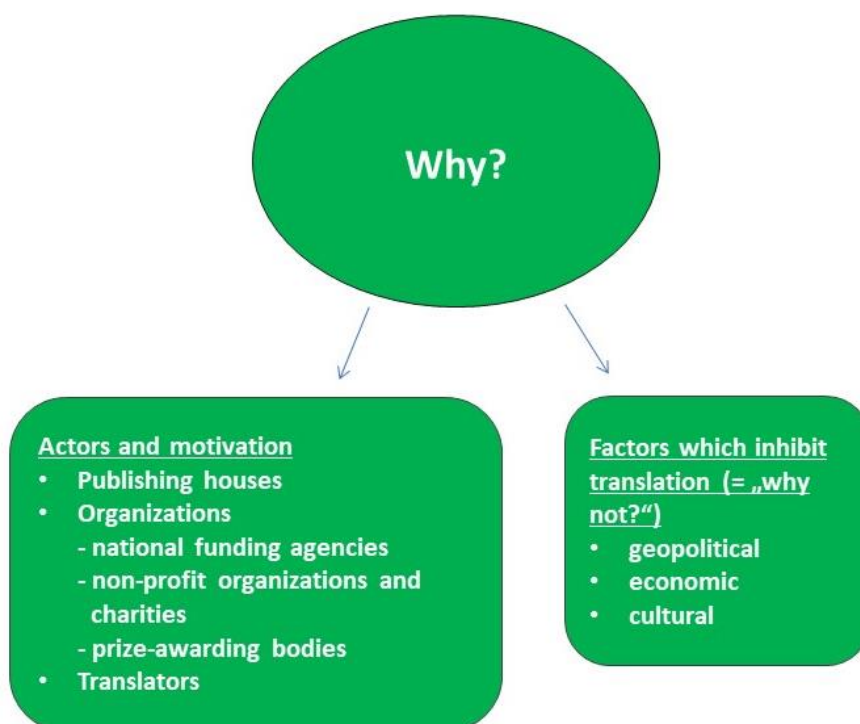 Why?
Actors and motivation
• Publishing houses
• Organizations
- national funding agencies
- non-profit organizations and
charities
- prize-awarding bodies
• Translators
Factors which inhibit
translation (= „why
not?“)
• geopolitical
• economic
• cultural